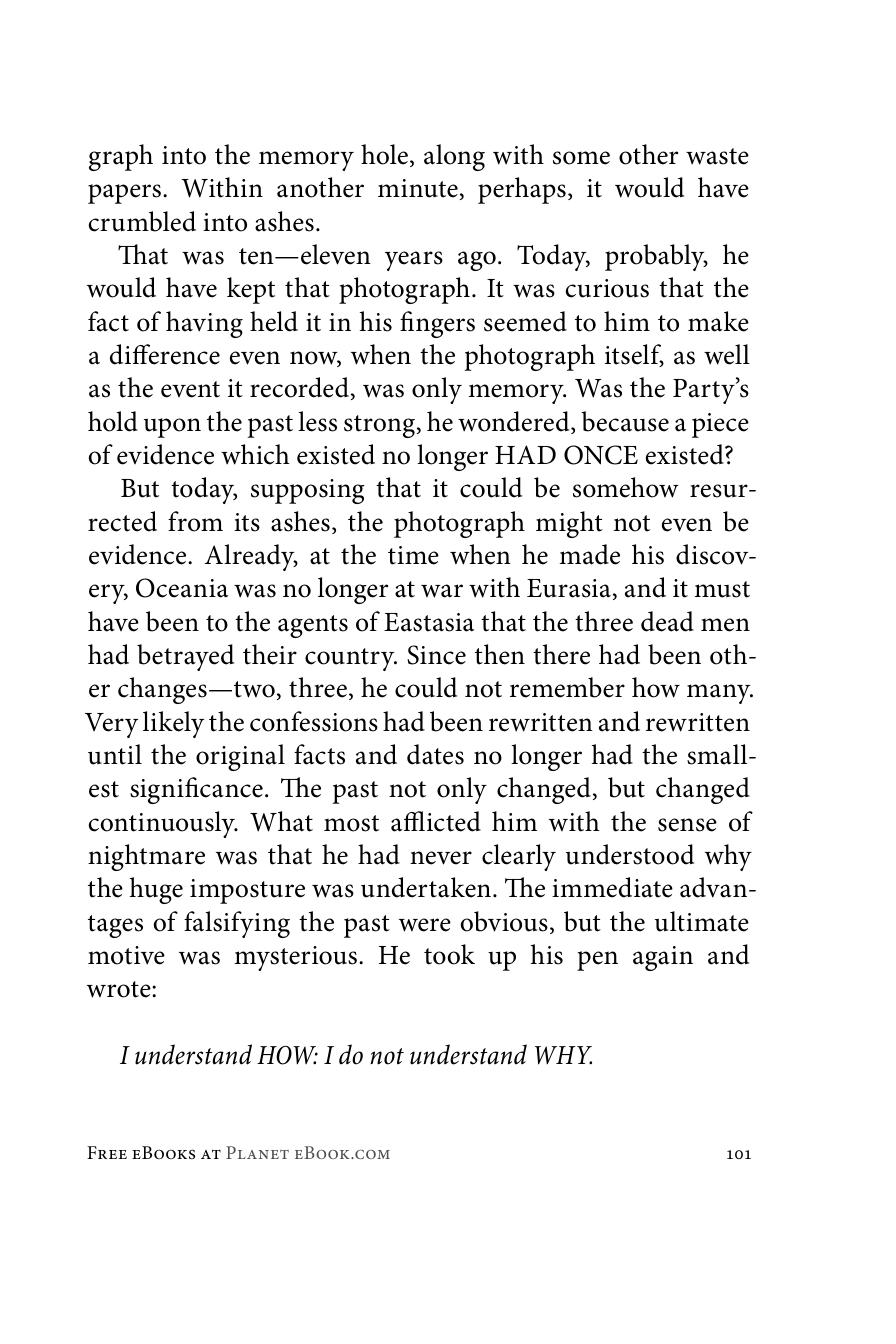 graph into the memory hole, along with some other waste
papers. Within another minute, perhaps, it would have
crumbled into ashes.
That was ten—eleven years ago. Today, probably, he
would have kept that photograph. It was curious that the
fact of having held it in his fingers seemed to him to make
a difference even now, when the photograph itself, as well
as the event it recorded, was only memory. Was the Party’s
hold upon the past less strong, he wondered, because a piece
of evidence which existed no longer HAD ONCE existed?
But today, supposing that it could be somehow resur-
rected from its ashes, the photograph might not even be
evidence. Already, at the time when he made his discov-
ery, Oceania was no longer at war with Eurasia, and it must
have been to the agents of Eastasia that the three dead men
had betrayed their country. Since then there had been oth-
er changes—two, three, he could not remember how many.
Very likely the confessions had been rewritten and rewritten
until the original facts and dates no longer had the small-
est significance. The past not only changed, but changed
continuously. What most afflicted him with the sense of
nightmare was that he had never clearly understood why
the huge imposture was undertaken. The immediate advan-
tages of falsifying the past were obvious, but the ultimate
motive was mysterious. He took up his pen again and
wrote:
I understand HOW: I do not understand WHY.
Free eBooks at Planet eBook.com 101